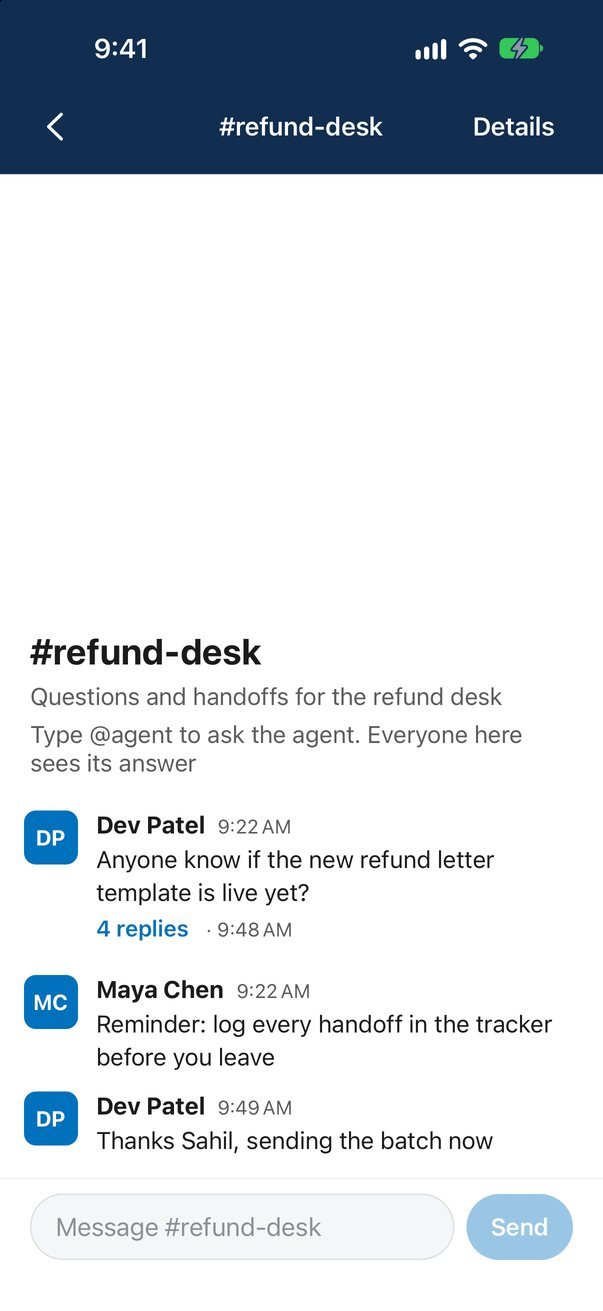 9:41
#refund-desk
Details
#refund-desk
Questions and handoffs for the refund desk
Type @agent to ask the agent. Everyone here
sees its answer
DP
Dev Patel 9:22 AM
Anyone know if the new refund letter
template is live yet?
4 replies · 9:48 AM
MC
Maya Chen 9:22 AM
Reminder: log every handoff in the tracker
before you leave
DP
Dev Patel 9:49 AM
Thanks Sahil, sending the batch now
Message #refund-desk
Send